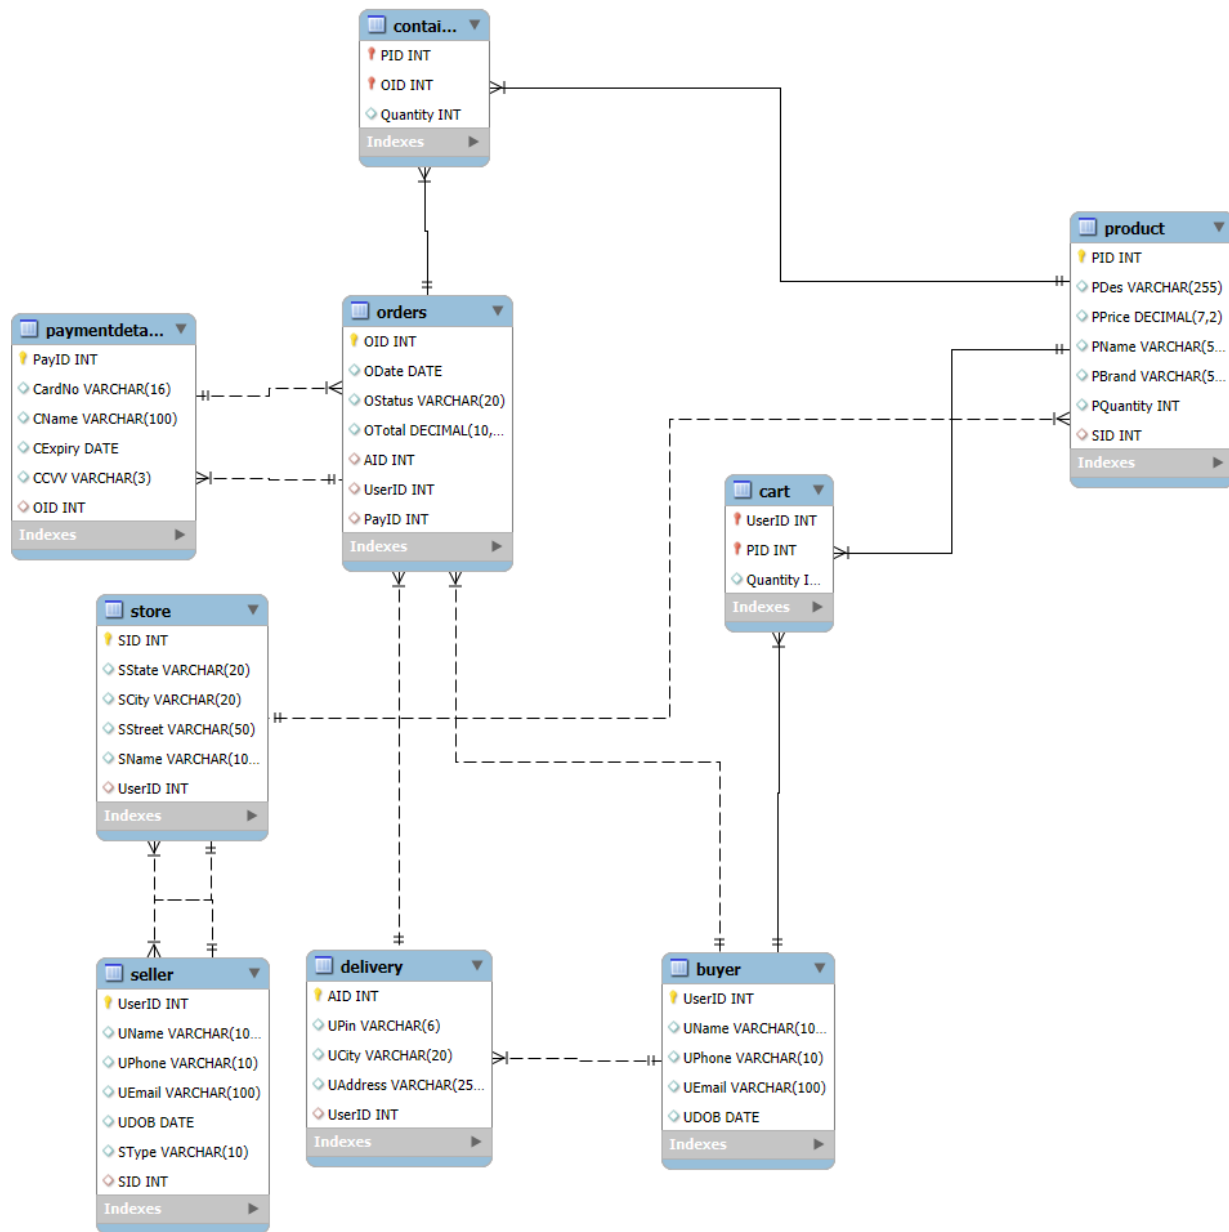 contai...
PID INT
OID INT
Quantity INT
Indexes
product
PID INT
PDes VARCHAR(255)
PPrice DECIMAL(7,2)
PName VARCHAR(5...
PBrand VARCHAR(5...
PQuantity INT
SID INT
Indexes
orders
OID INT
ODate DATE
OStatus VARCHAR(20)
OTotal DECIMAL(10,...
AID INT
UserID INT
PayID INT
Indexes
paymentdeta...
PayID INT
CardNo VARCHAR(16)
CName VARCHAR(100)
CExpiry DATE
CCVV VARCHAR(3)
OID INT
Indexes
cart
UserID INT
PID INT
Quantity I...
Indexes
store
SID INT
SState VARCHAR(20)
SCity VARCHAR(20)
SStreet VARCHAR(50)
SName VARCHAR(10...
UserID INT
Indexes
seller
UserID INT
UName VARCHAR(10...
UPhone VARCHAR(10)
UEmail VARCHAR(100)
UDOB DATE
SType VARCHAR(10)
SID INT
Indexes
delivery
AID INT
UPin VARCHAR(6)
UCity VARCHAR(20)
UAddress VARCHAR(25...
UserID INT
Indexes
buyer
UserID INT
UName VARCHAR(10...
UPhone VARCHAR(10)
UEmail VARCHAR(100)
UDOB DATE
Indexes